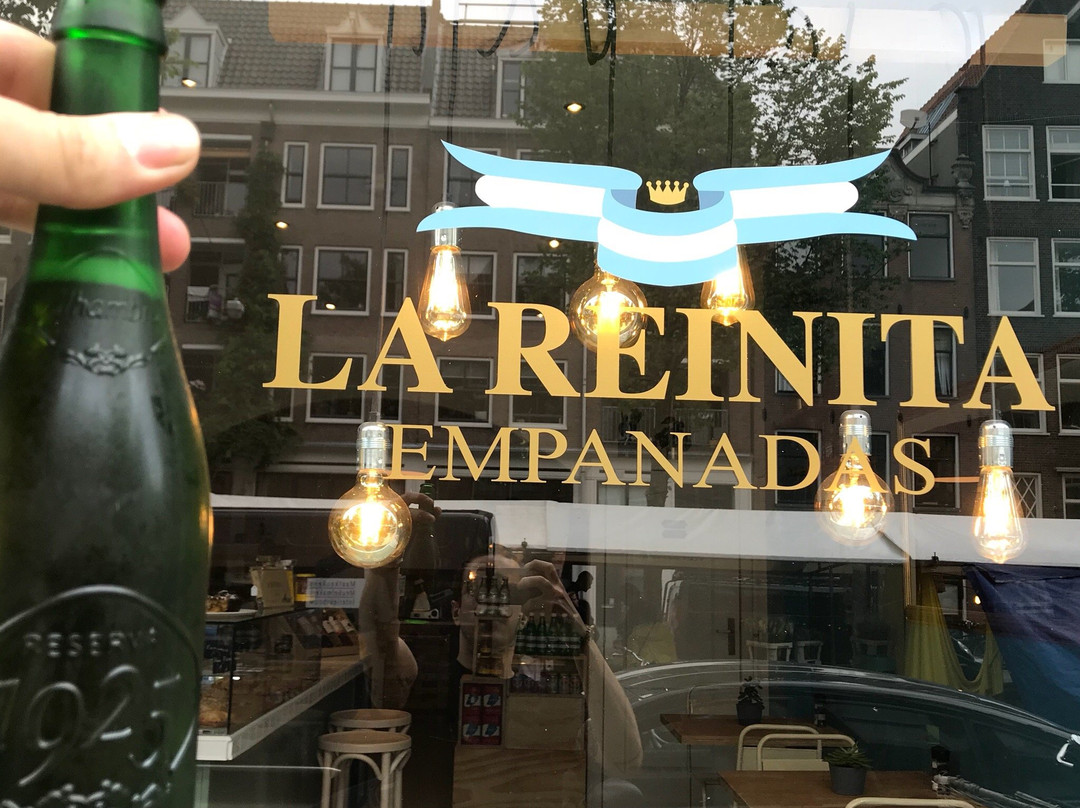 LA REINITA
EMPANADAS
RESERVA
1925